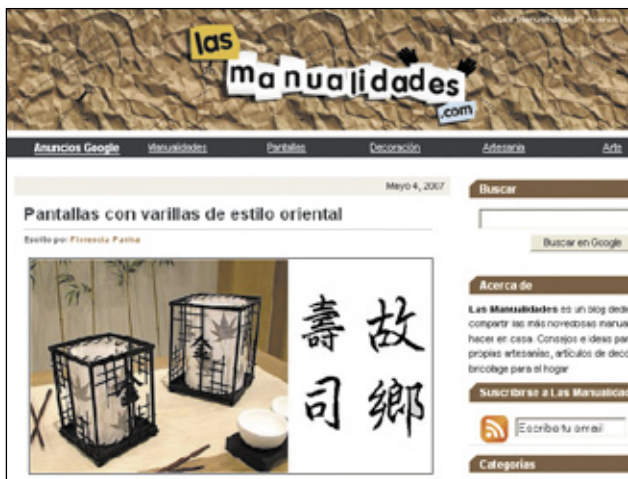 las
manualidades
.com
Anuncios Google Manualidades Pantallas Decoración Artesanía Arte
Mayo 4, 2007
Pantallas con varillas de estilo oriental
Escrito por Florencia
故鄉
壽司
Buscar
Buscar en Google
Acerca de
Las Manualidades es un blog
compartir las más novedosas
hacer en casa. Consejos e ideas
propias artesanías, artículos de
bricolage para el hogar
Suscribirse a Las
Escribe tu email
Categorías